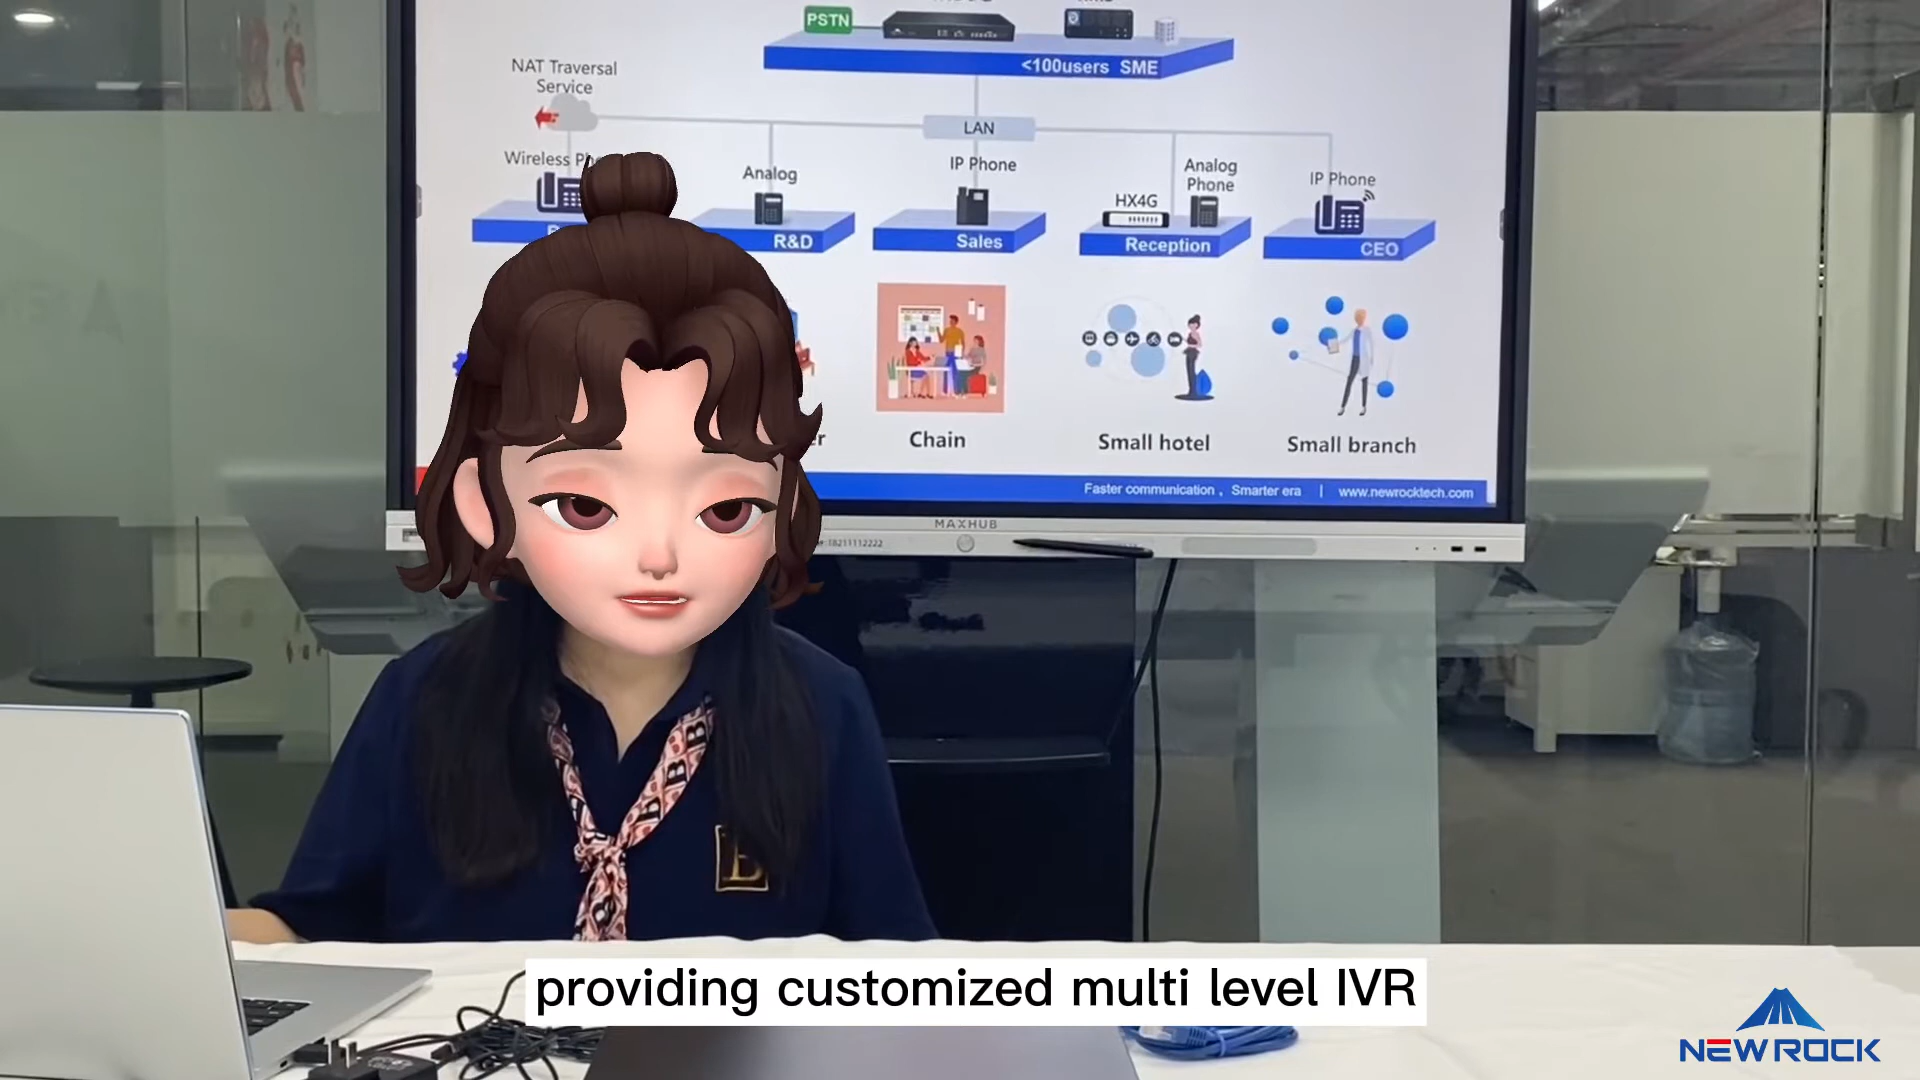 PSTN
<100users SME
NAT Traversal
Service
LAN
Wireless
Analog
IP Phone
Analog
Phone
HX4G
IP Phone
R&D
Sales
Reception
CEO
Chain
Small hotel
Small branch
Faster communication , Smarter era | www.newrocktech.com
MAXHUB
18211112222
B
providing customized multi level IVR
NEWROCK